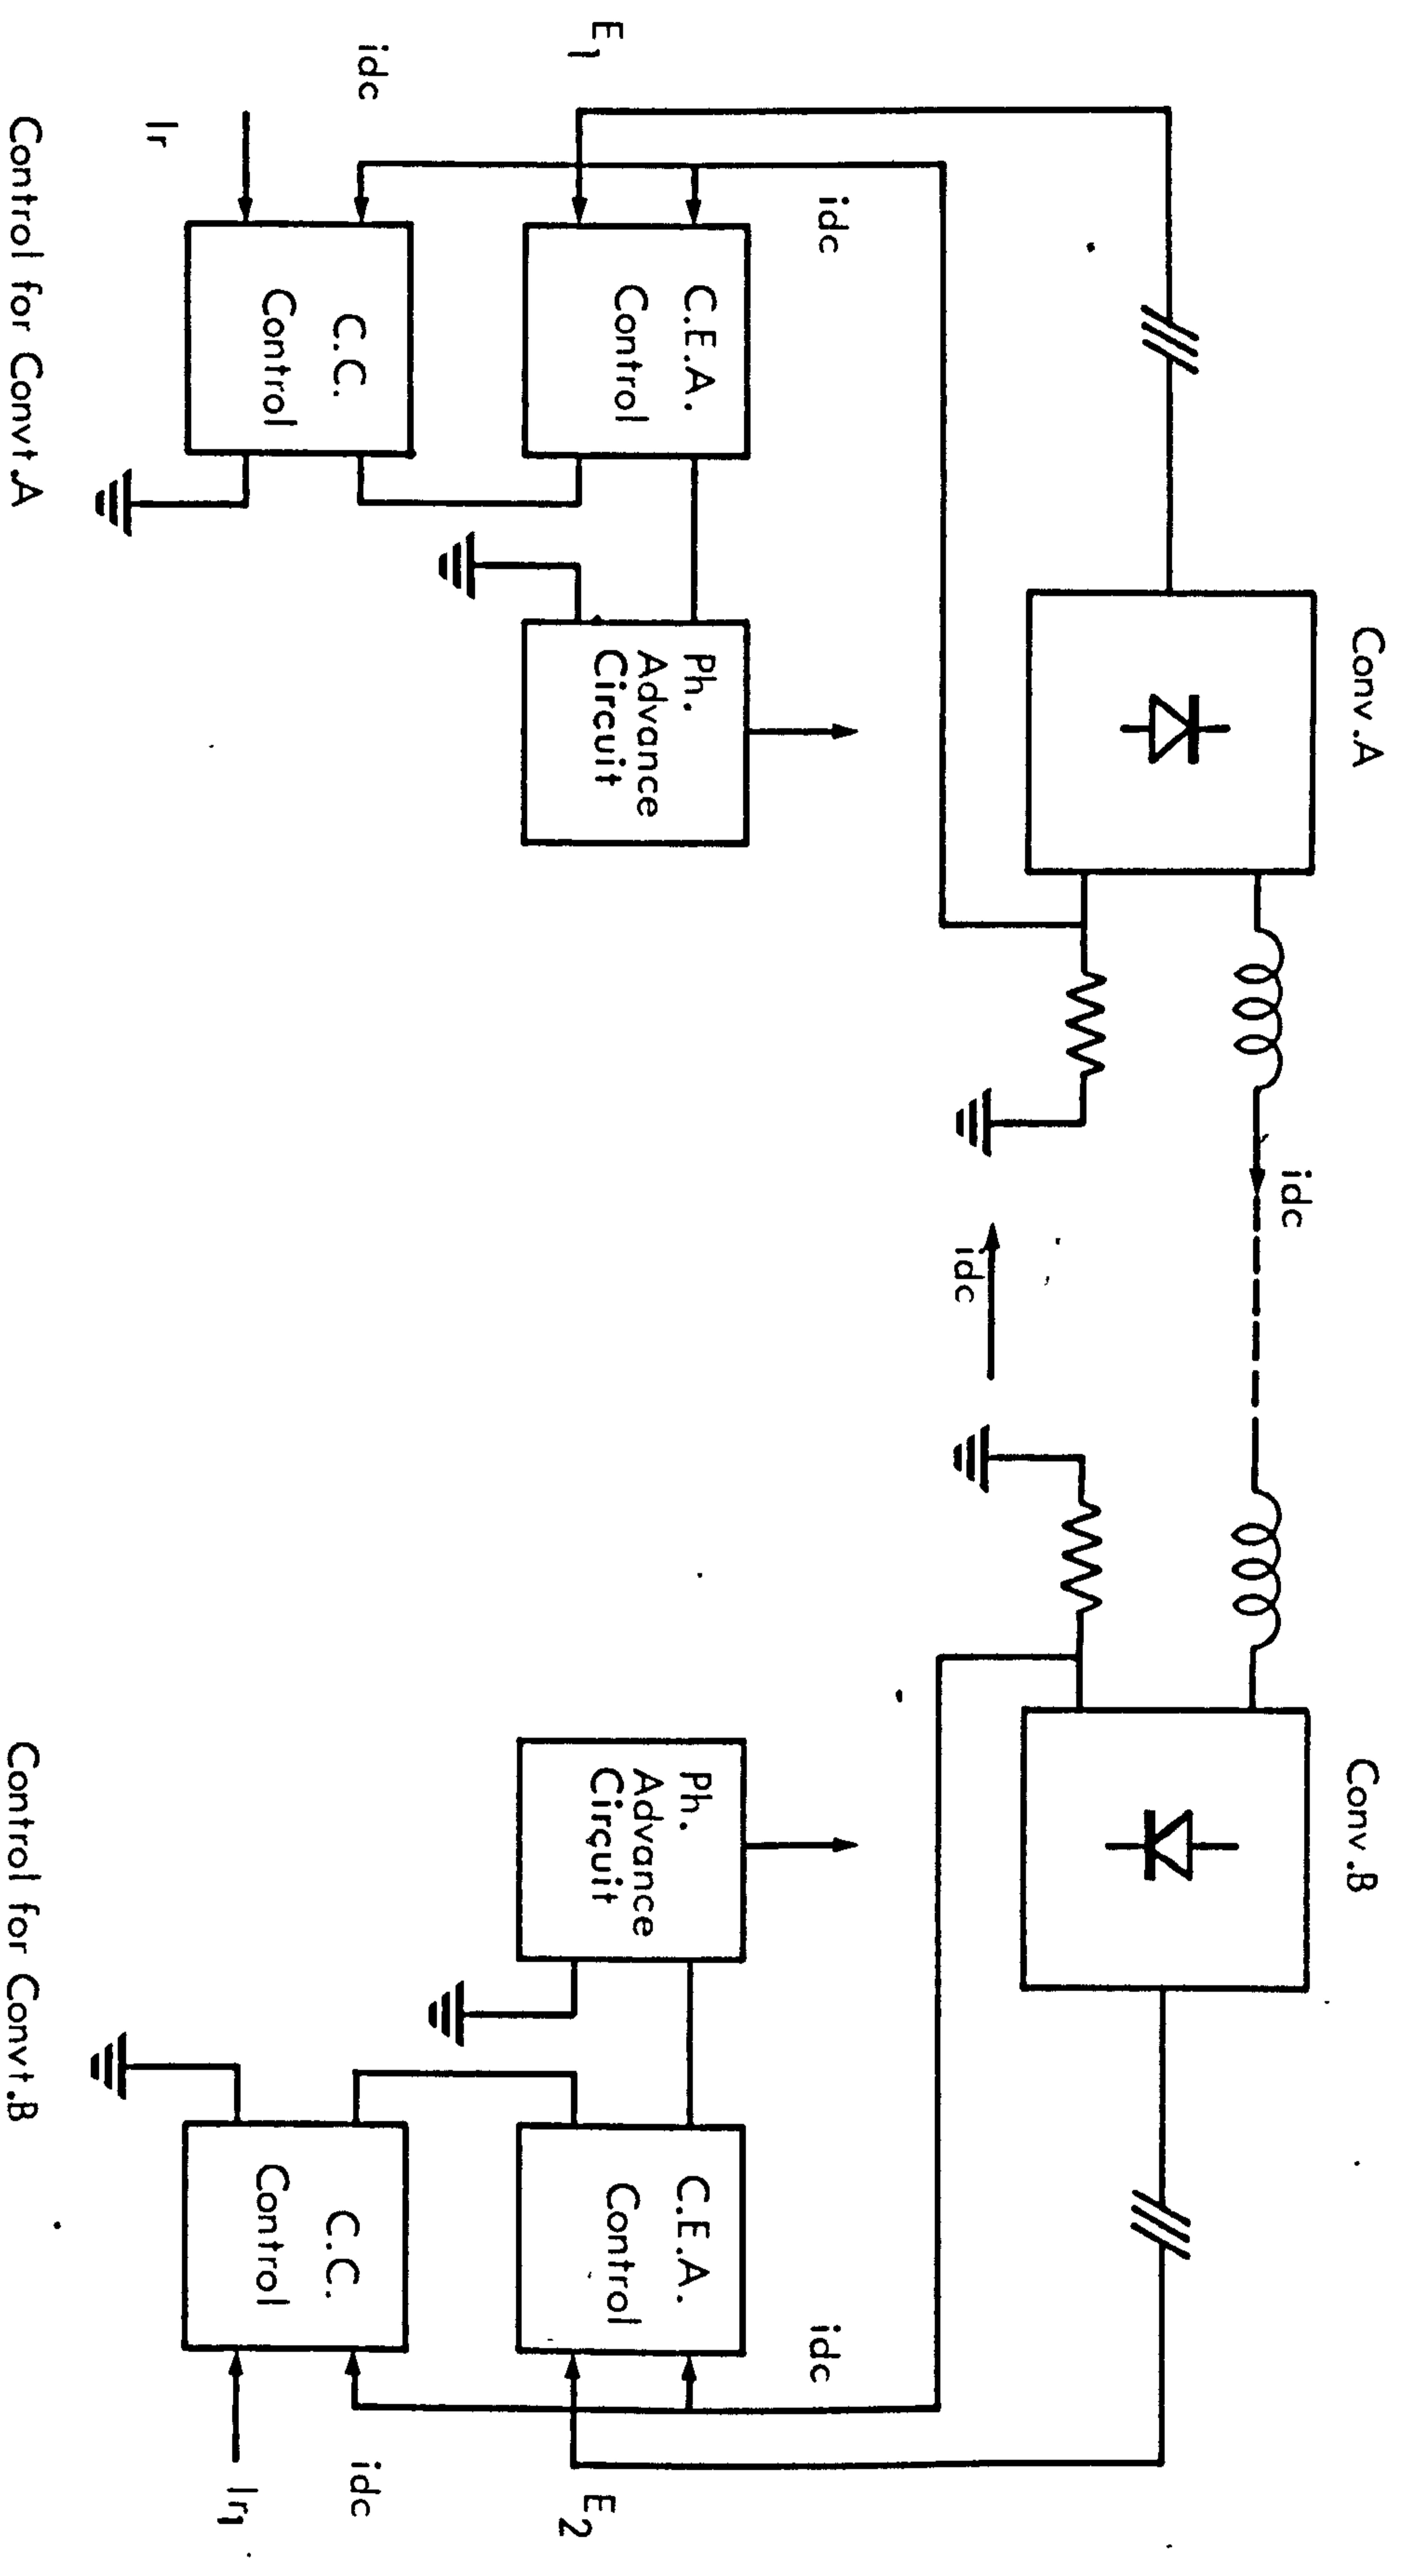 Conv.A
Conv.B
idc
idc
idc
idc
E1
E2
C.E.A.
Control
Ph.
Advance
Circuit
Ph.
Advance
Circuit
C.E.A.
Control
idc
idc
C.C.
Control
C.C.
Control
Ir
Ir1
Control for Convt.A
Control for Convt.B